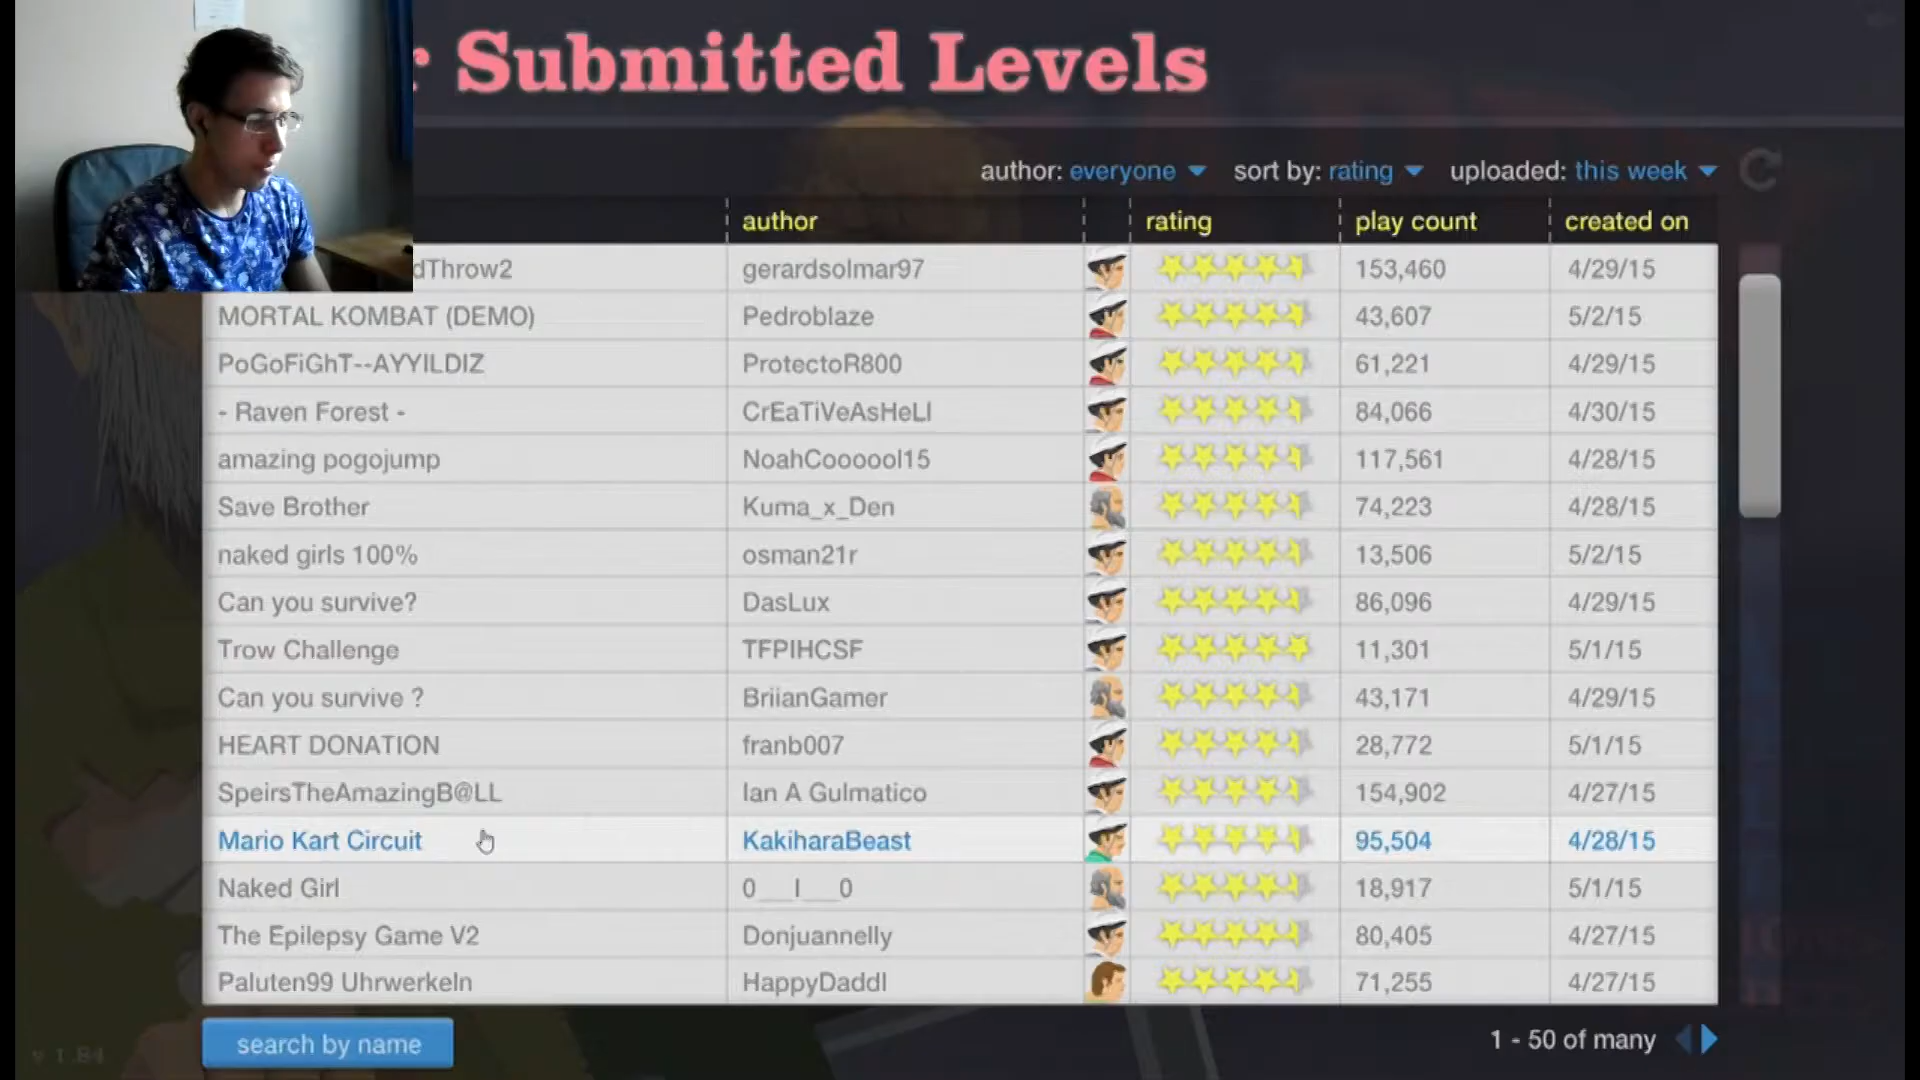 r Submitted Levels
author: everyone sort by: rating uploaded: this week
author rating play count created on
dThrow2 gerardsolmar97 153,460 4/29/15
MORTAL KOMBAT (DEMO) Pedroblaze 43,607 5/2/15
PoGoFiGhT--AYYILDIZ ProtectoR800 61,221 4/29/15
- Raven Forest - CrEaTiVeAsHeLl 84,066 4/30/15
amazing pogojump NoahCoooool15 117,561 4/28/15
Save Brother Kuma_x_Den 74,223 4/28/15
naked girls 100% osman21r 13,506 5/2/15
Can you survive? DasLux 86,096 4/29/15
Trow Challenge TFPIHCSF 11,301 5/1/15
Can you survive ? BriianGamer 43,171 4/29/15
HEART DONATION franb007 28,772 5/1/15
SpeirsTheAmazingB@LL Ian A Gulmatico 154,902 4/27/15
Mario Kart Circuit KakiharaBeast 95,504 4/28/15
Naked Girl 0___I___0 18,917 5/1/15
The Epilepsy Game V2 Donjuannelly 80,405 4/27/15
Paluten99 Uhrwerkeln HappyDaddl 71,255 4/27/15
search by name 1 - 50 of many
v 1.84